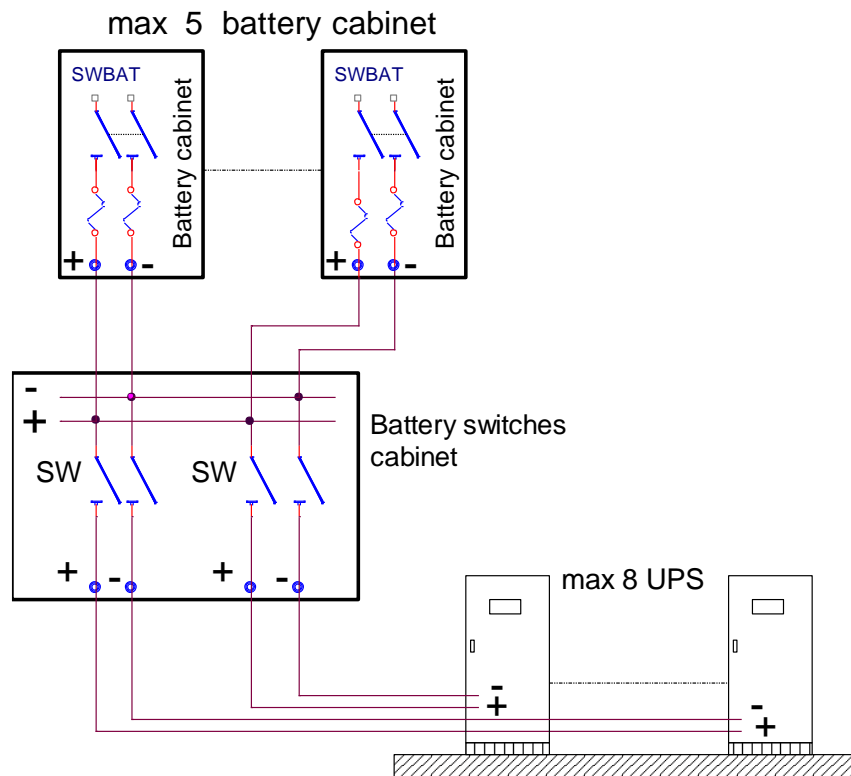 max 5 battery cabinet
SWBAT
Battery cabinet
+ -
SWBAT
Battery cabinet
+ -
-
+
Battery switches
cabinet
SW
SW
+ - + -
max 8 UPS
-
+
-
+